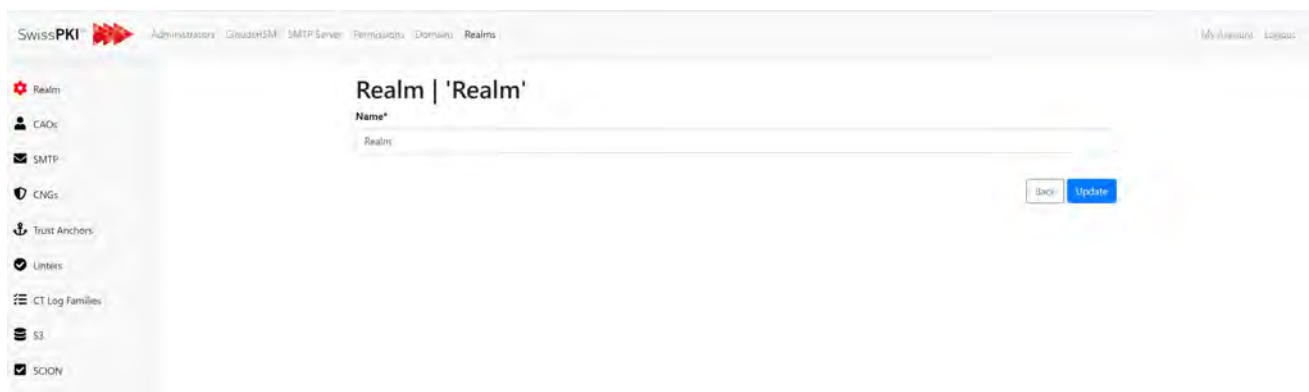 SwissPKI Administrators CloudHSM SMTP Server Permissions Domains Realms My Account Logout
Realm
CAOs
SMTP
CNGs
Trust Anchors
Linters
CT Log Families
S3
SCION
Realm | 'Realm'
Name*
Realm
Back Update